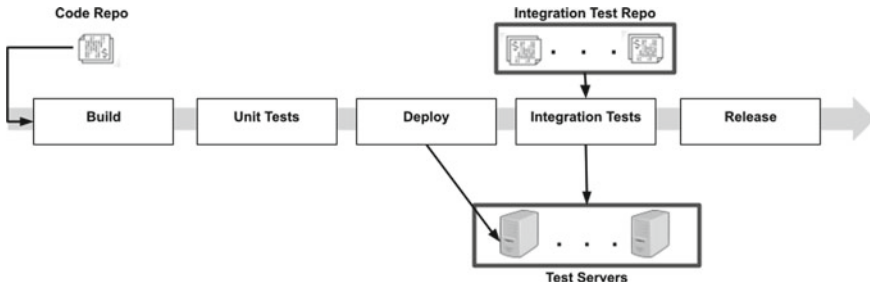 Code Repo
Integration Test Repo
Build
Unit Tests
Deploy
Integration Tests
Release
Test Servers